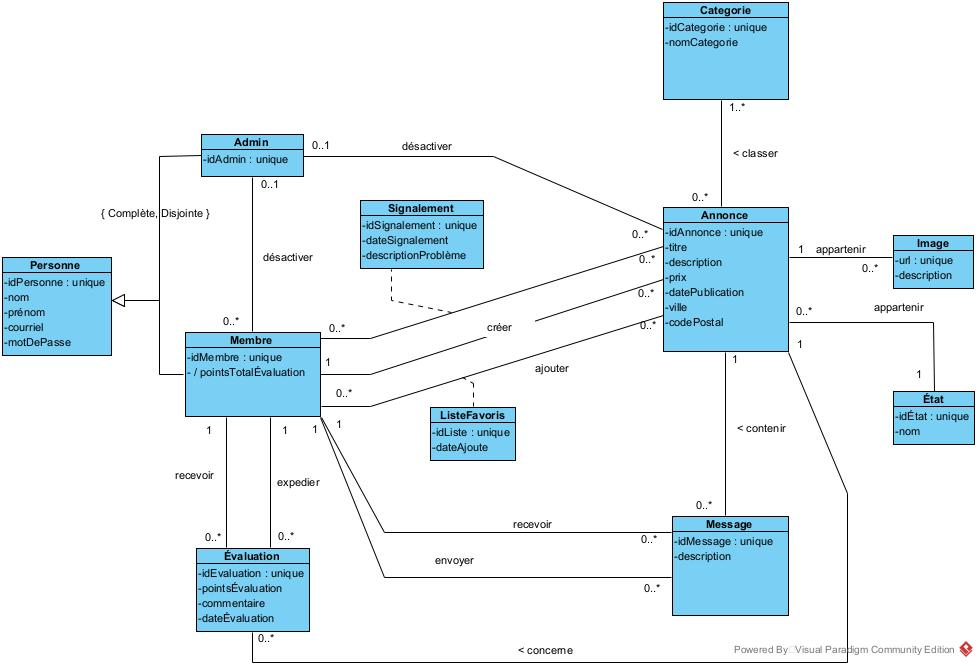 Categorie
-idCategorie : unique
-nomCategorie
1..*
< classer
0..*
Admin
-idAdmin : unique
0..1
désactiver
0..*
0..1
{ Complète, Disjointe }
désactiver
0..*
Signalement
-idSignalement : unique
-dateSignalement
-descriptionProblème
Annonce
-idAnnonce : unique
-titre
-description
-prix
-datePublication
-ville
-codePostal
1
appartenir
0..*
Image
-url : unique
-description
Personne
-idPersonne : unique
-nom
-prénom
-courriel
-motDePasse
0..*
0..*
0..*
créer
1
0..*
ajouter
0..*
0..*
appartenir
1
État
-idÉtat : unique
-nom
Membre
-idMembre : unique
- / pointsTotalÉvaluation
ListeFavoris
-idListe : unique
-dateAjoute
1
1
1
1
1
1
< contenir
0..*
recevoir
expedier
0..*
0..*
recevoir
0..*
envoyer
0..*
Message
-idMessage : unique
-description
Évaluation
-idEvaluation : unique
-pointsÉvaluation
-commentaire
-dateÉvaluation
0..*
< concerne
Powered By Visual Paradigm Community Edition